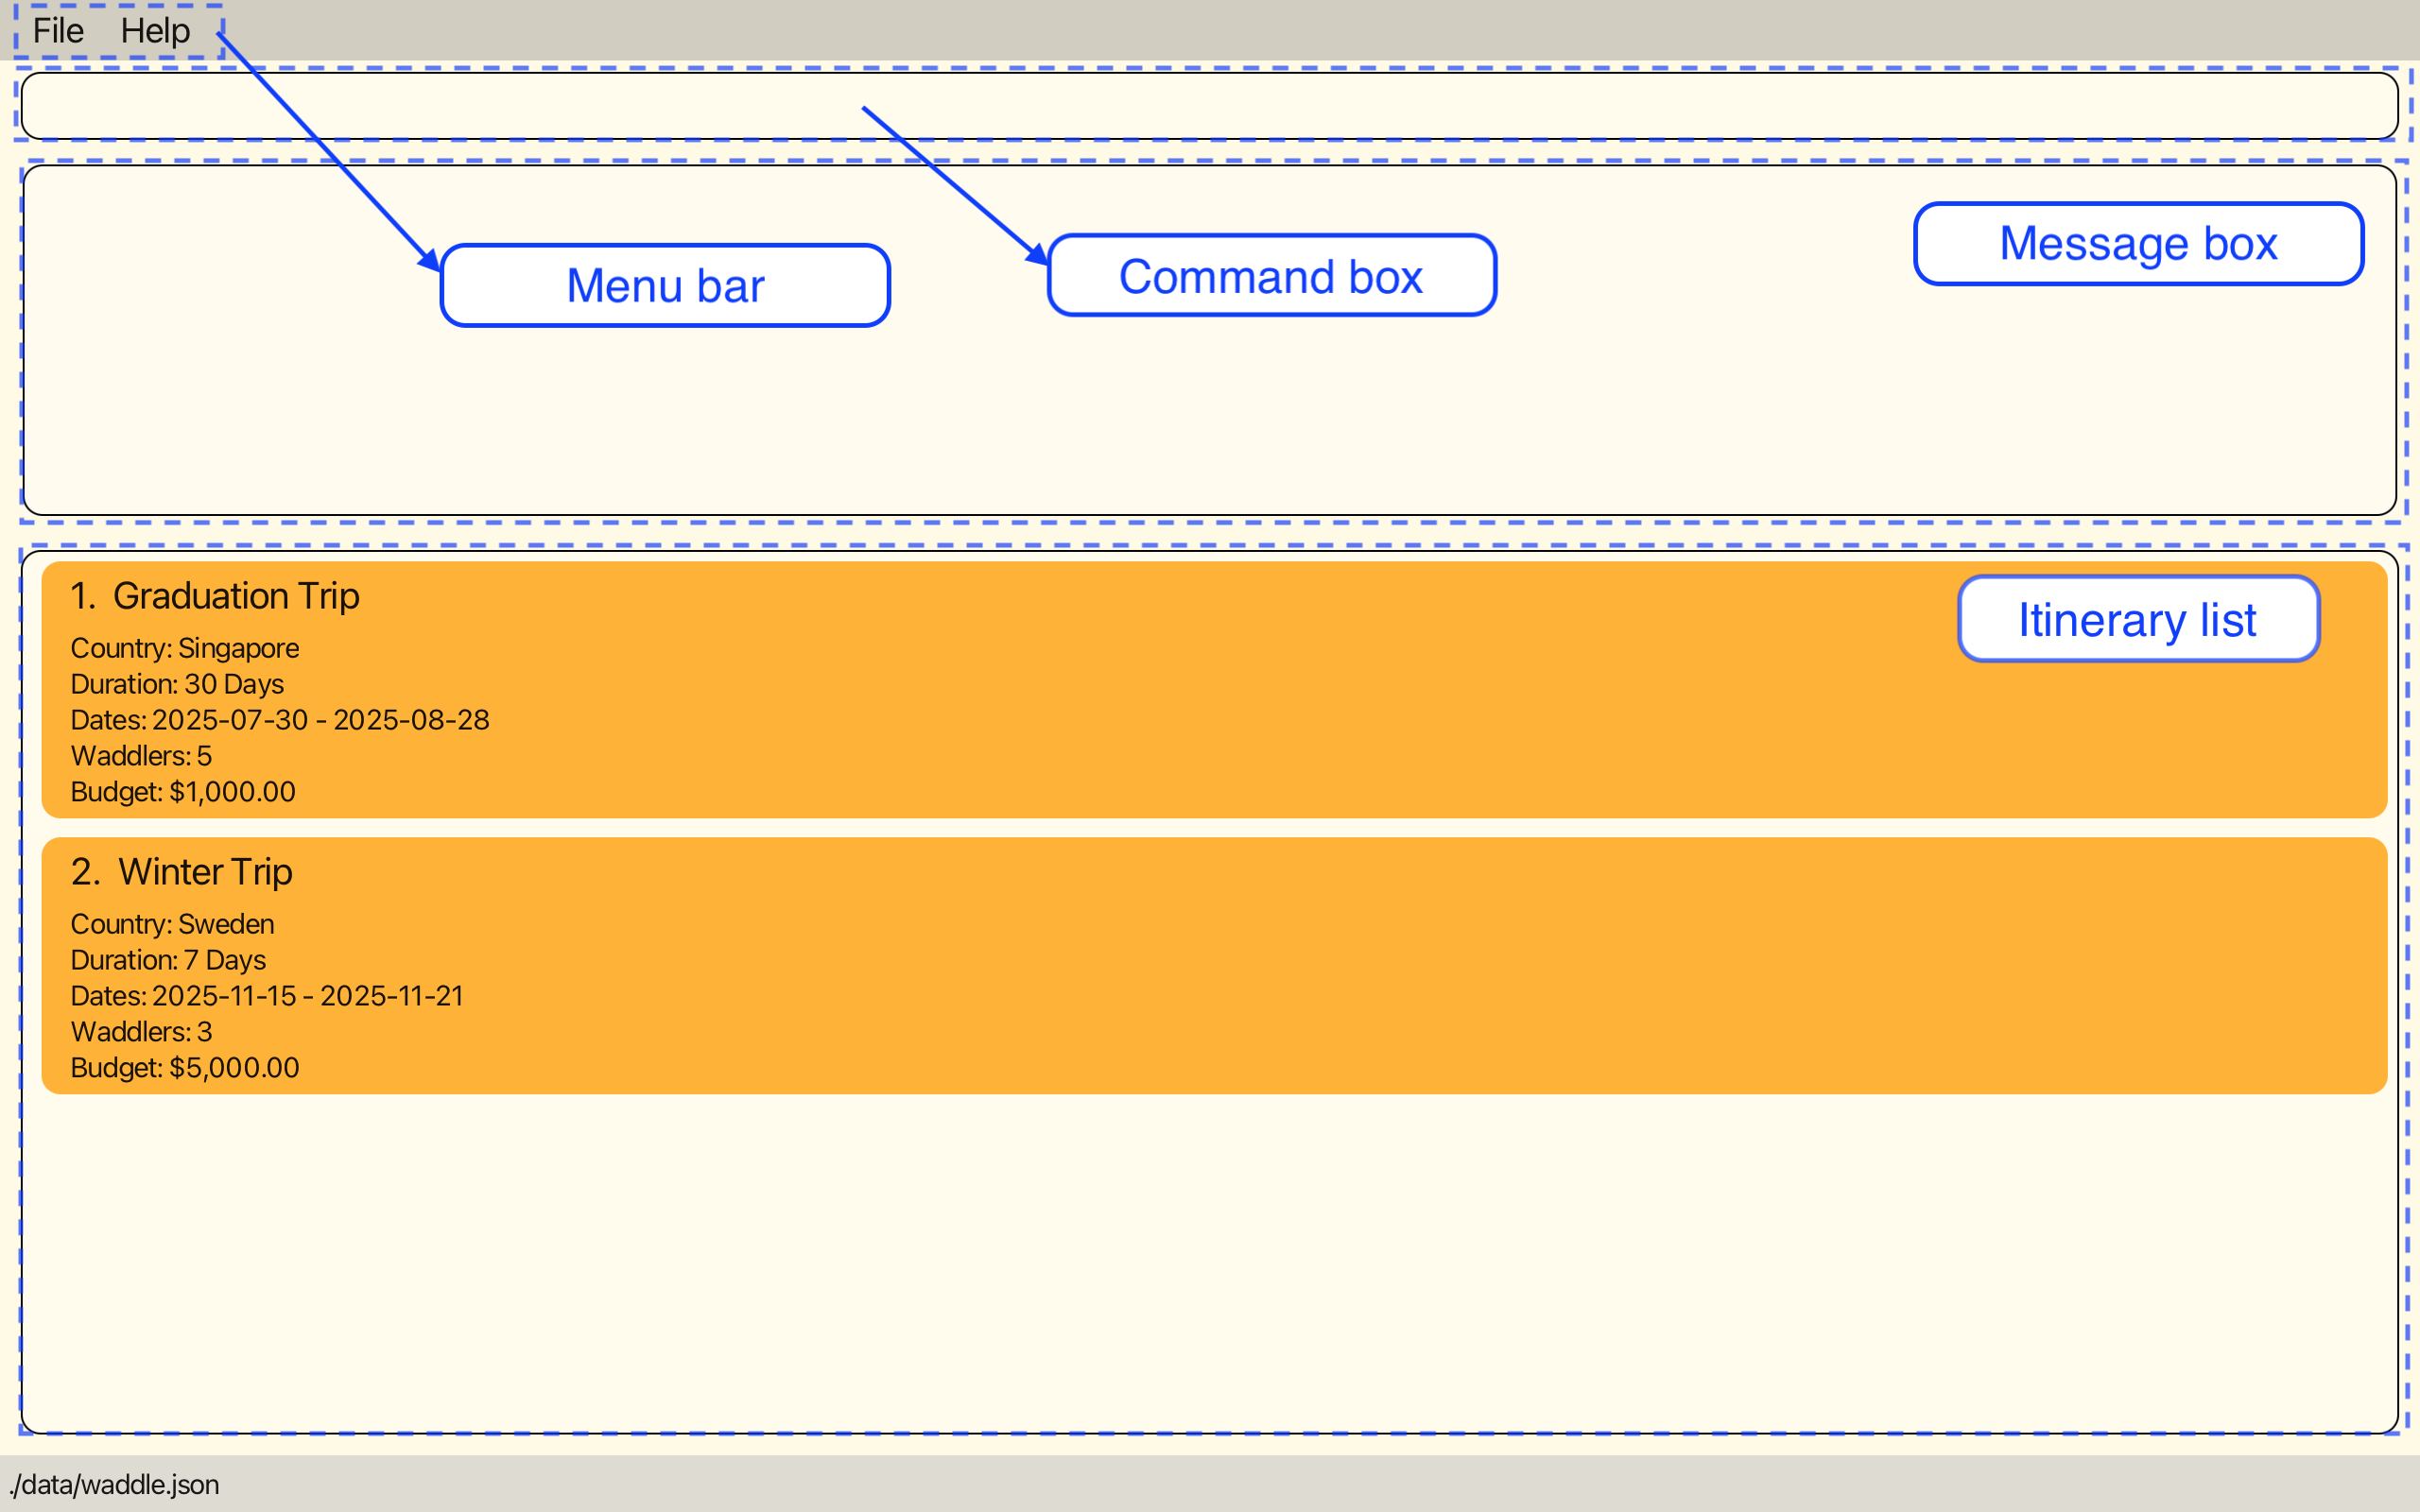 File Help
Message box
Menu bar
Command box
1. Graduation Trip
Itinerary list
Country: Singapore
Duration: 30 Days
Dates: 2025-07-30 - 2025-08-28
Waddlers: 5
Budget: $1,000.00
2. Winter Trip
Country: Sweden
Duration: 7 Days
Dates: 2025-11-15 - 2025-11-21
Waddlers: 3
Budget: $5,000.00
./data/waddle.json